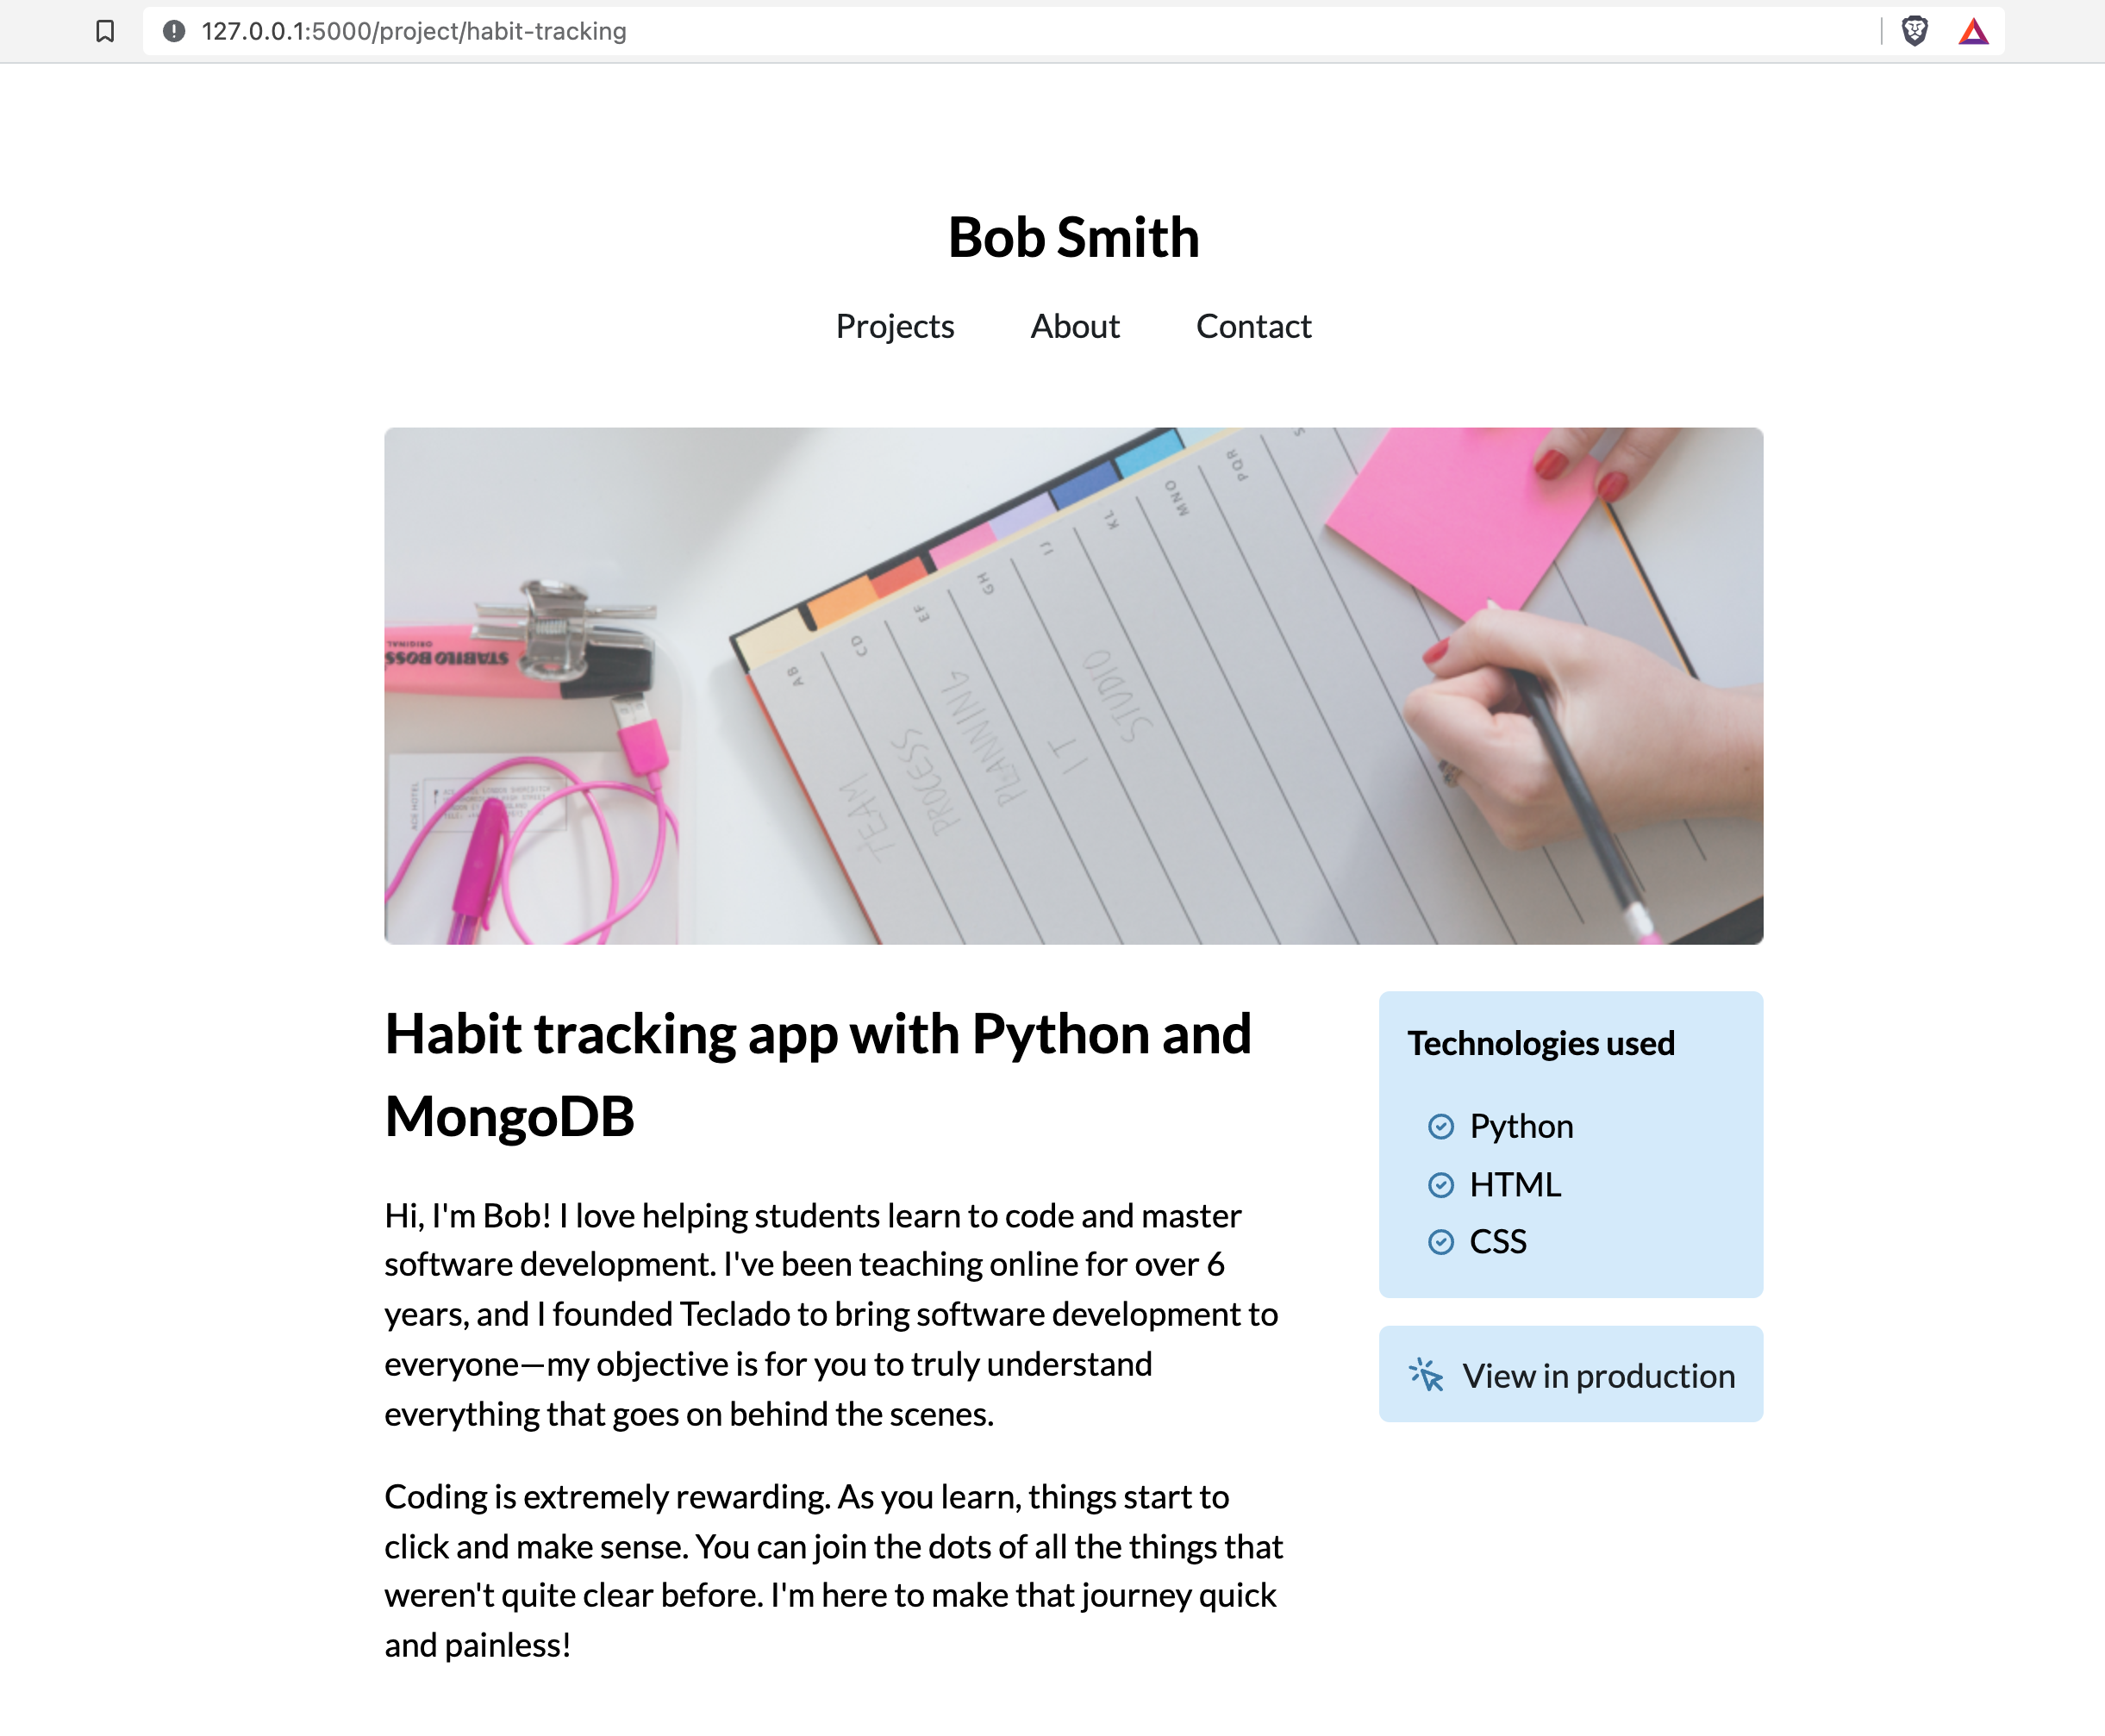 127.0.0.1:5000/project/habit-tracking
Bob Smith
Projects About Contact
STABILO BOSS
ORIGINAL
ACE HOTEL
AB
CD
EF
GH
IJ
KL
MNO
PQR
S
TEAM
PROCESS
PLANNING
IT
STUDIO
Habit tracking app with Python and
MongoDB
Hi, I'm Bob! I love helping students learn to code and master
software development. I've been teaching online for over 6
years, and I founded Teclado to bring software development to
everyone—my objective is for you to truly understand
everything that goes on behind the scenes.
Coding is extremely rewarding. As you learn, things start to
click and make sense. You can join the dots of all the things that
weren't quite clear before. I'm here to make that journey quick
and painless!
Technologies used
Python
HTML
CSS
View in production